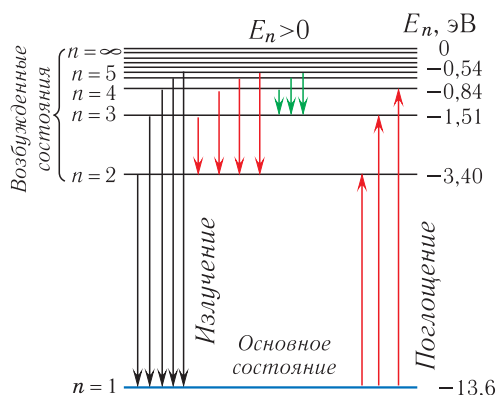 Eₙ>0
Eₙ, эВ
n = ∞
0
n = 5
−0,54
n = 4
−0,84
n = 3
−1,51
n = 2
−3,40
Возбужденные
состояния
Излучение
Поглощение
Основное
состояние
n = 1
−13,6